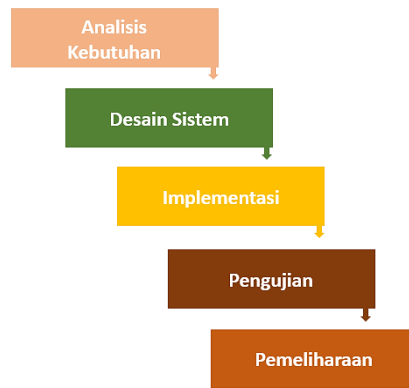 Analisis
Kebutuhan
Desain Sistem
Implementasi
Pengujian
Pemeliharaan